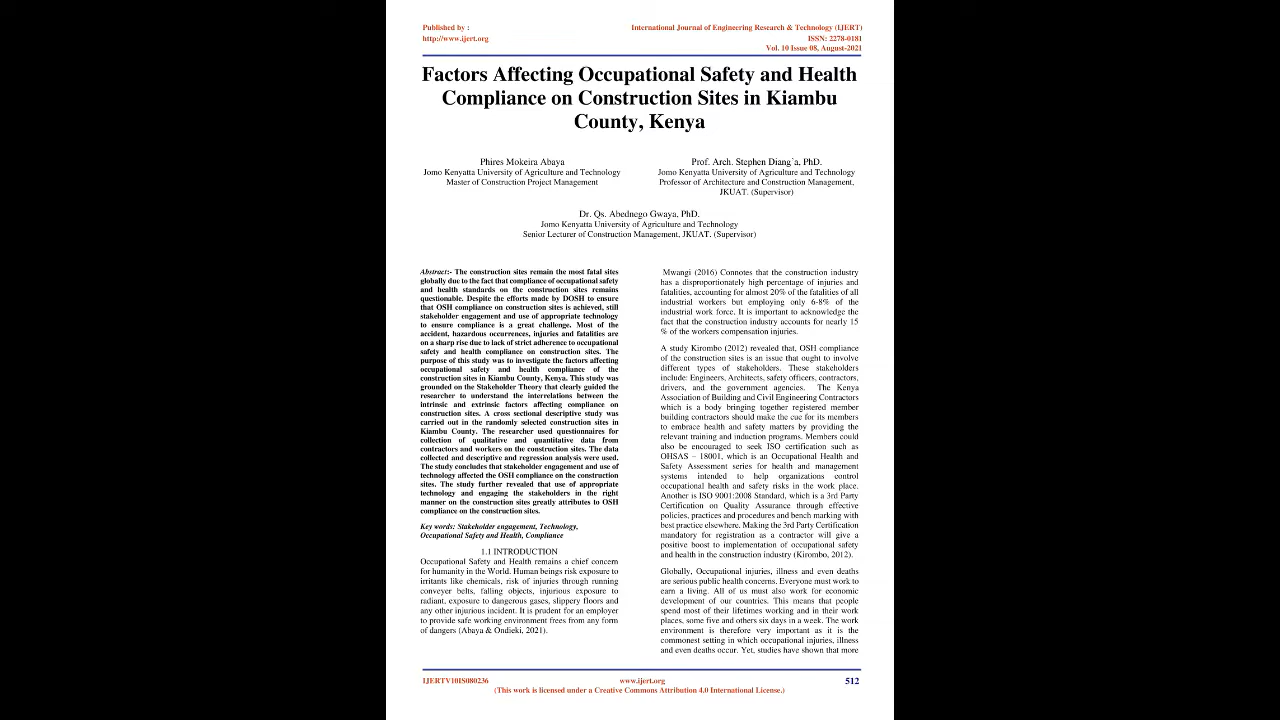 Published by :
http://www.ijert.org
International Journal of Engineering Research & Technology (IJERT)
ISSN: 2278-0181
Vol. 10 Issue 08, August-2021
Factors Affecting Occupational Safety and Health
Compliance on Construction Sites in Kiambu
County, Kenya
Phires Mokeira Abaya
Jomo Kenyatta University of Agriculture and Technology
Master of Construction Project Management
Prof. Arch. Stephen Diang`a, PhD.
Jomo Kenyatta University of Agriculture and Technology
Professor of Architecture and Construction Management,
JKUAT. (Supervisor)
Dr. Qs. Abednego Gwaya, PhD.
Jomo Kenyatta University of Agriculture and Technology
Senior Lecturer of Construction Management, JKUAT. (Supervisor)
Abstract:- The construction sites remain the most fatal sites
globally due to the fact that compliance of occupational safety
and health standards on the construction sites remains
questionable. Despite the efforts made by DOSH to ensure
that OSH compliance on construction sites is achieved, still
stakeholder engagement and use of appropriate technology
to ensure compliance is a great challenge. Most of the
accident, hazardous occurrences, injuries and fatalities are
on a sharp rise due to lack of strict adherence to occupational
safety and health compliance on construction sites. The
purpose of this study was to investigate the factors affecting
occupational safety and health compliance of the
construction sites in Kiambu County, Kenya. This study was
grounded on the Stakeholder Theory that clearly guided the
researcher to understand the interrelations between the
intrinsic and extrinsic factors affecting compliance on
construction sites. A cross sectional descriptive study was
carried out in the randomly selected construction sites in
Kiambu County. The researcher used questionnaires for
collection of qualitative and quantitative data from
contractors and workers on the construction sites. The data
collected and descriptive and regression analysis were used.
The study concludes that stakeholder engagement and use of
technology affected the OSH compliance on the construction
sites. The study further revealed that use of appropriate
technology and engaging the stakeholders in the right
manner on the construction sites greatly attributes to OSH
compliance on the construction sites.
Key words: Stakeholder engagement, Technology,
Occupational Safety and Health, Compliance
1.1 INTRODUCTION
Occupational Safety and Health remains a chief concern
for humanity in the World. Human beings risk exposure to
irritants like chemicals, risk of injuries through running
conveyer belts, falling objects, injurious exposure to
radiant, exposure to dangerous gases, slippery floors and
any other injurious incident. It is prudent for an employer
to provide safe working environment frees from any form
of dangers (Abaya & Ondieki, 2021).
Mwangi (2016) Connotes that the construction industry
has a disproportionately high percentage of injuries and
fatalities, accounting for almost 20% of the fatalities of all
industrial workers but employing only 6-8% of the
industrial work force. It is important to acknowledge the
fact that the construction industry accounts for nearly 15
% of the workers compensation injuries.
A study Kirombo (2012) revealed that, OSH compliance
of the construction sites is an issue that ought to involve
different types of stakeholders. These stakeholders
include: Engineers, Architects, safety officers, contractors,
drivers, and the government agencies. The Kenya
Association of Building and Civil Engineering Contractors
which is a body bringing together registered member
building contractors should make the cue for its members
to embrace health and safety matters by providing the
relevant training and induction programs. Members could
also be encouraged to seek ISO certification such as
OHSAS – 18001, which is an Occupational Health and
Safety Assessment series for health and management
systems intended to help organizations control
occupational health and safety risks in the work place.
Another is ISO 9001:2008 Standard, which is a 3rd Party
Certification on Quality Assurance through effective
policies, practices and procedures and bench marking with
best practice elsewhere. Making the 3rd Party Certification
mandatory for registration as a contractor will give a
positive boost to implementation of occupational safety
and health in the construction industry (Kirombo, 2012).
Globally, Occupational injuries, illness and even deaths
are serious public health concerns. Everyone must work to
earn a living. All of us must also work for economic
development of our countries. This means that people
spend most of their lifetimes working and in their work
places, some five and others six days in a week. The work
environment is therefore very important as it is the
commonest setting in which occupational injuries, illness
and even deaths occur. Yet, studies have shown that more
IJERTV10IS080236
www.ijert.org
512
(This work is licensed under a Creative Commons Attribution 4.0 International License.)